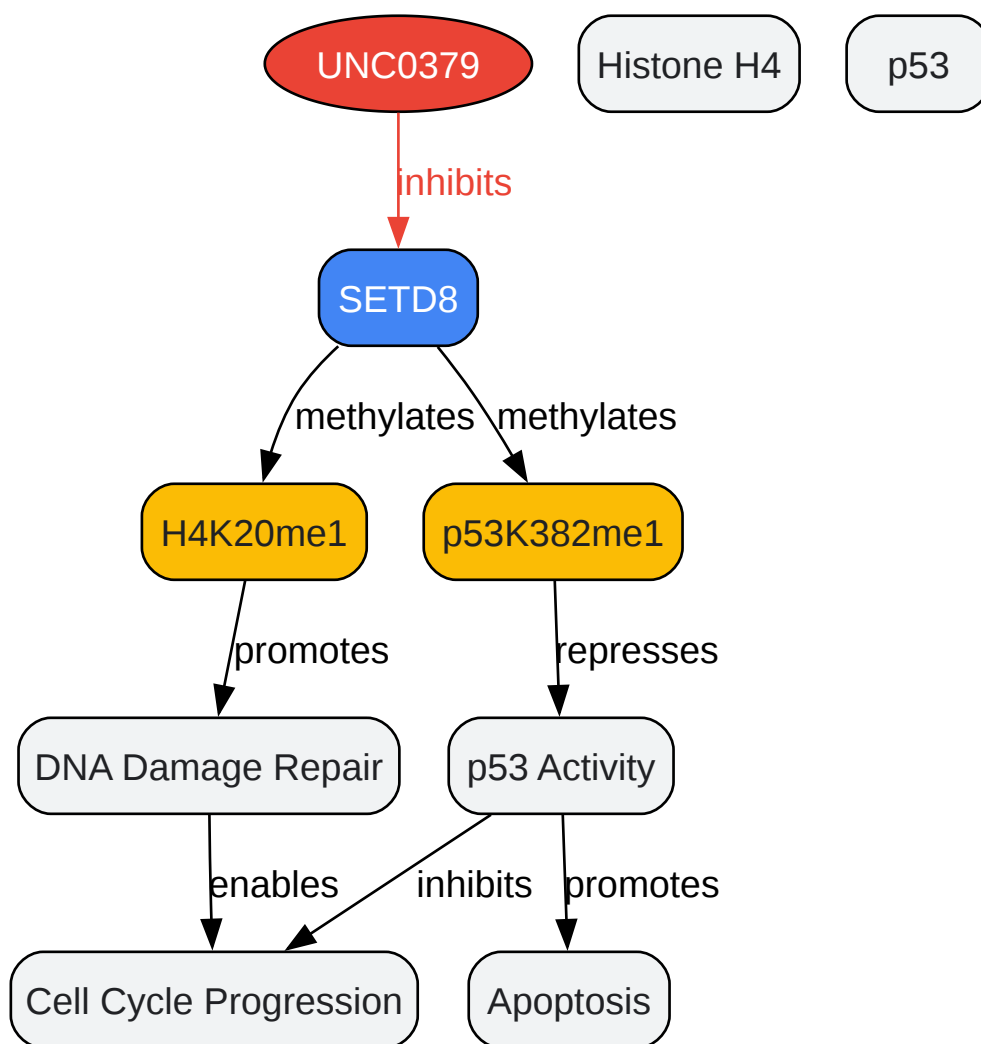 UNC0379
Histone H4
p53
inhibits
SETD8
methylates
methylates
H4K20me1
p53K382me1
promotes
represses
DNA Damage Repair
p53 Activity
enables
inhibits
promotes
Cell Cycle Progression
Apoptosis